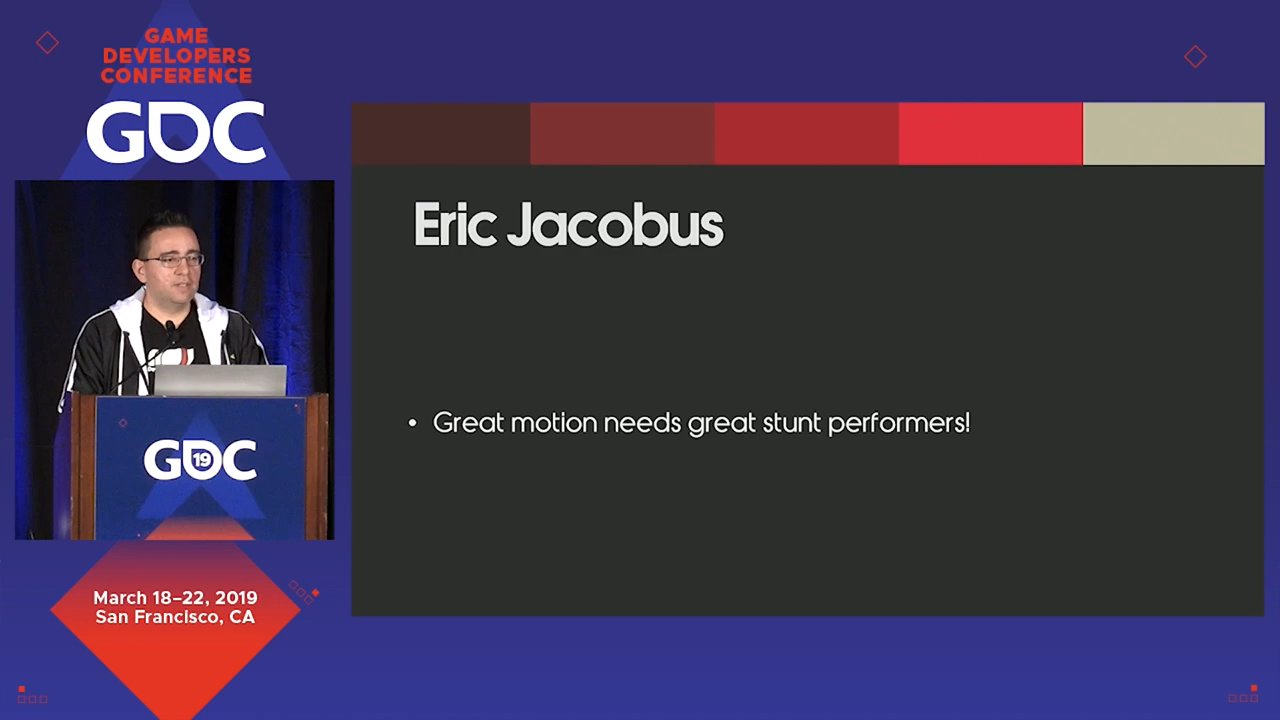 GAME
DEVELOPERS
CONFERENCE
GDC
Eric Jacobus
• Great motion needs great stunt performers!
GDC
19
March 18–22, 2019
San Francisco, CA